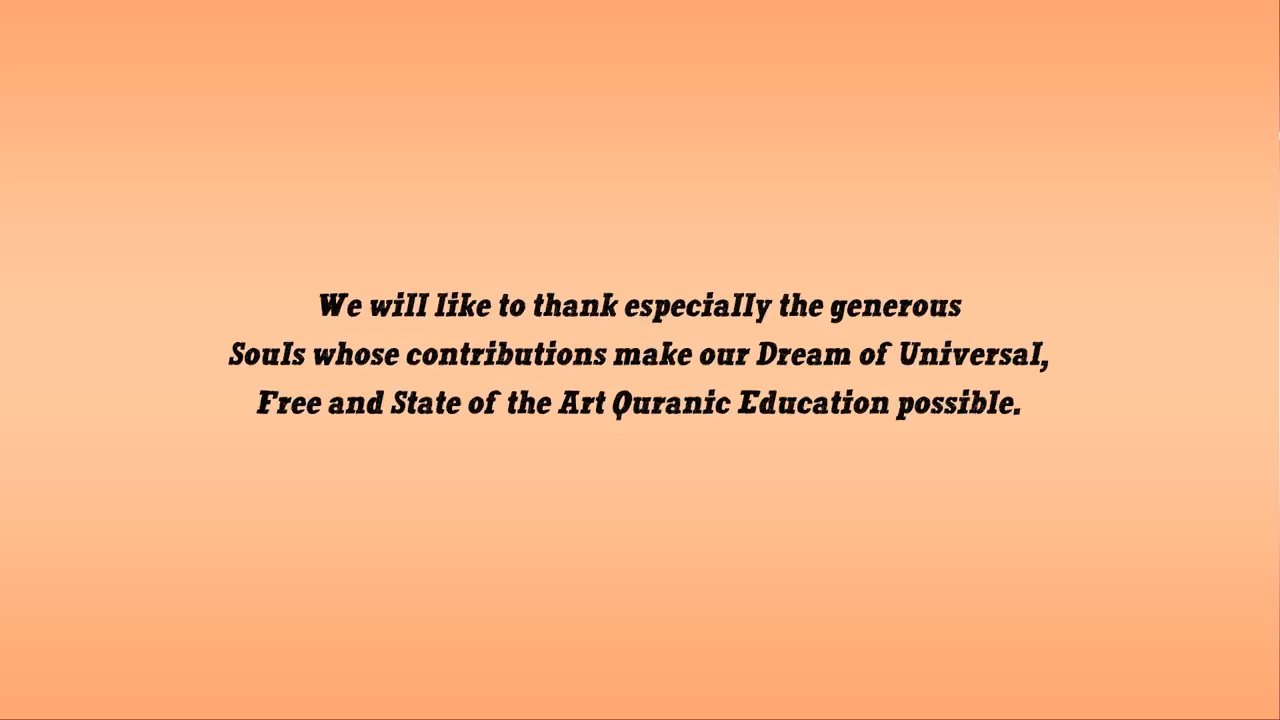 We will like to thank especially the generous
Souls whose contributions make our Dream of Universal,
Free and State of the Art Quranic Education possible.